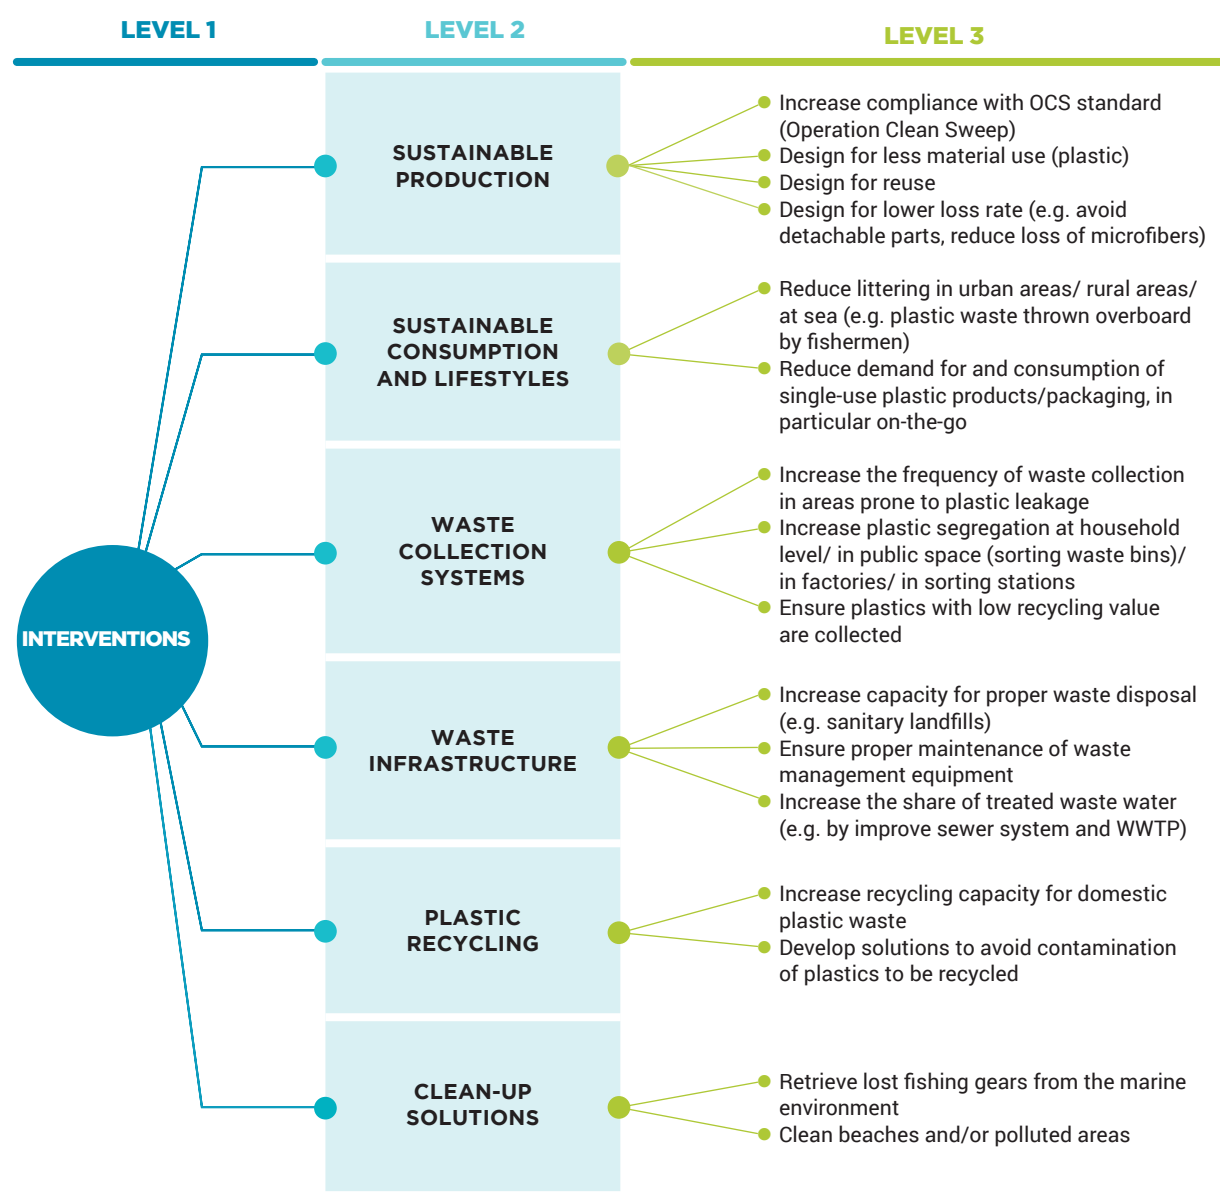 LEVEL 1
LEVEL 2
LEVEL 3
INTERVENTIONS
SUSTAINABLE
PRODUCTION
Increase compliance with OCS standard
(Operation Clean Sweep)
Design for less material use (plastic)
Design for reuse
Design for lower loss rate (e.g. avoid
detachable parts, reduce loss of microfibers)
SUSTAINABLE
CONSUMPTION
AND LIFESTYLES
Reduce littering in urban areas/ rural areas/
at sea (e.g. plastic waste thrown overboard
by fishermen)
Reduce demand for and consumption of
single-use plastic products/packaging, in
particular on-the-go
WASTE
COLLECTION
SYSTEMS
Increase the frequency of waste collection
in areas prone to plastic leakage
Increase plastic segregation at household
level/ in public space (sorting waste bins)/
in factories/ in sorting stations
Ensure plastics with low recycling value
are collected
WASTE
INFRASTRUCTURE
Increase capacity for proper waste disposal
(e.g. sanitary landfills)
Ensure proper maintenance of waste
management equipment
Increase the share of treated waste water
(e.g. by improve sewer system and WWTP)
PLASTIC
RECYCLING
Increase recycling capacity for domestic
plastic waste
Develop solutions to avoid contamination
of plastics to be recycled
CLEAN-UP
SOLUTIONS
Retrieve lost fishing gears from the marine
environment
Clean beaches and/or polluted areas